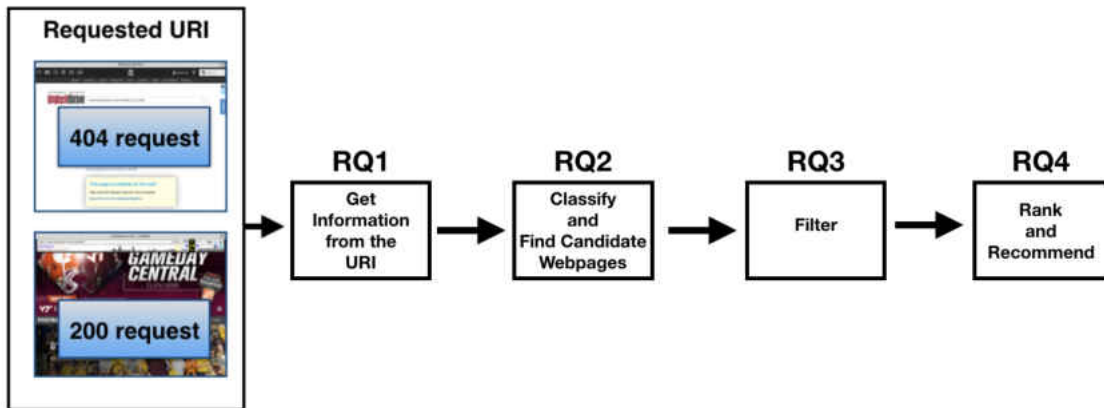 Requested URI
404 request
GAMEDAY
CENTRAL
200 request
RQ1
Get
Information
from the
URI
RQ2
Classify
and
Find Candidate
Webpages
RQ3
Filter
RQ4
Rank
and
Recommend